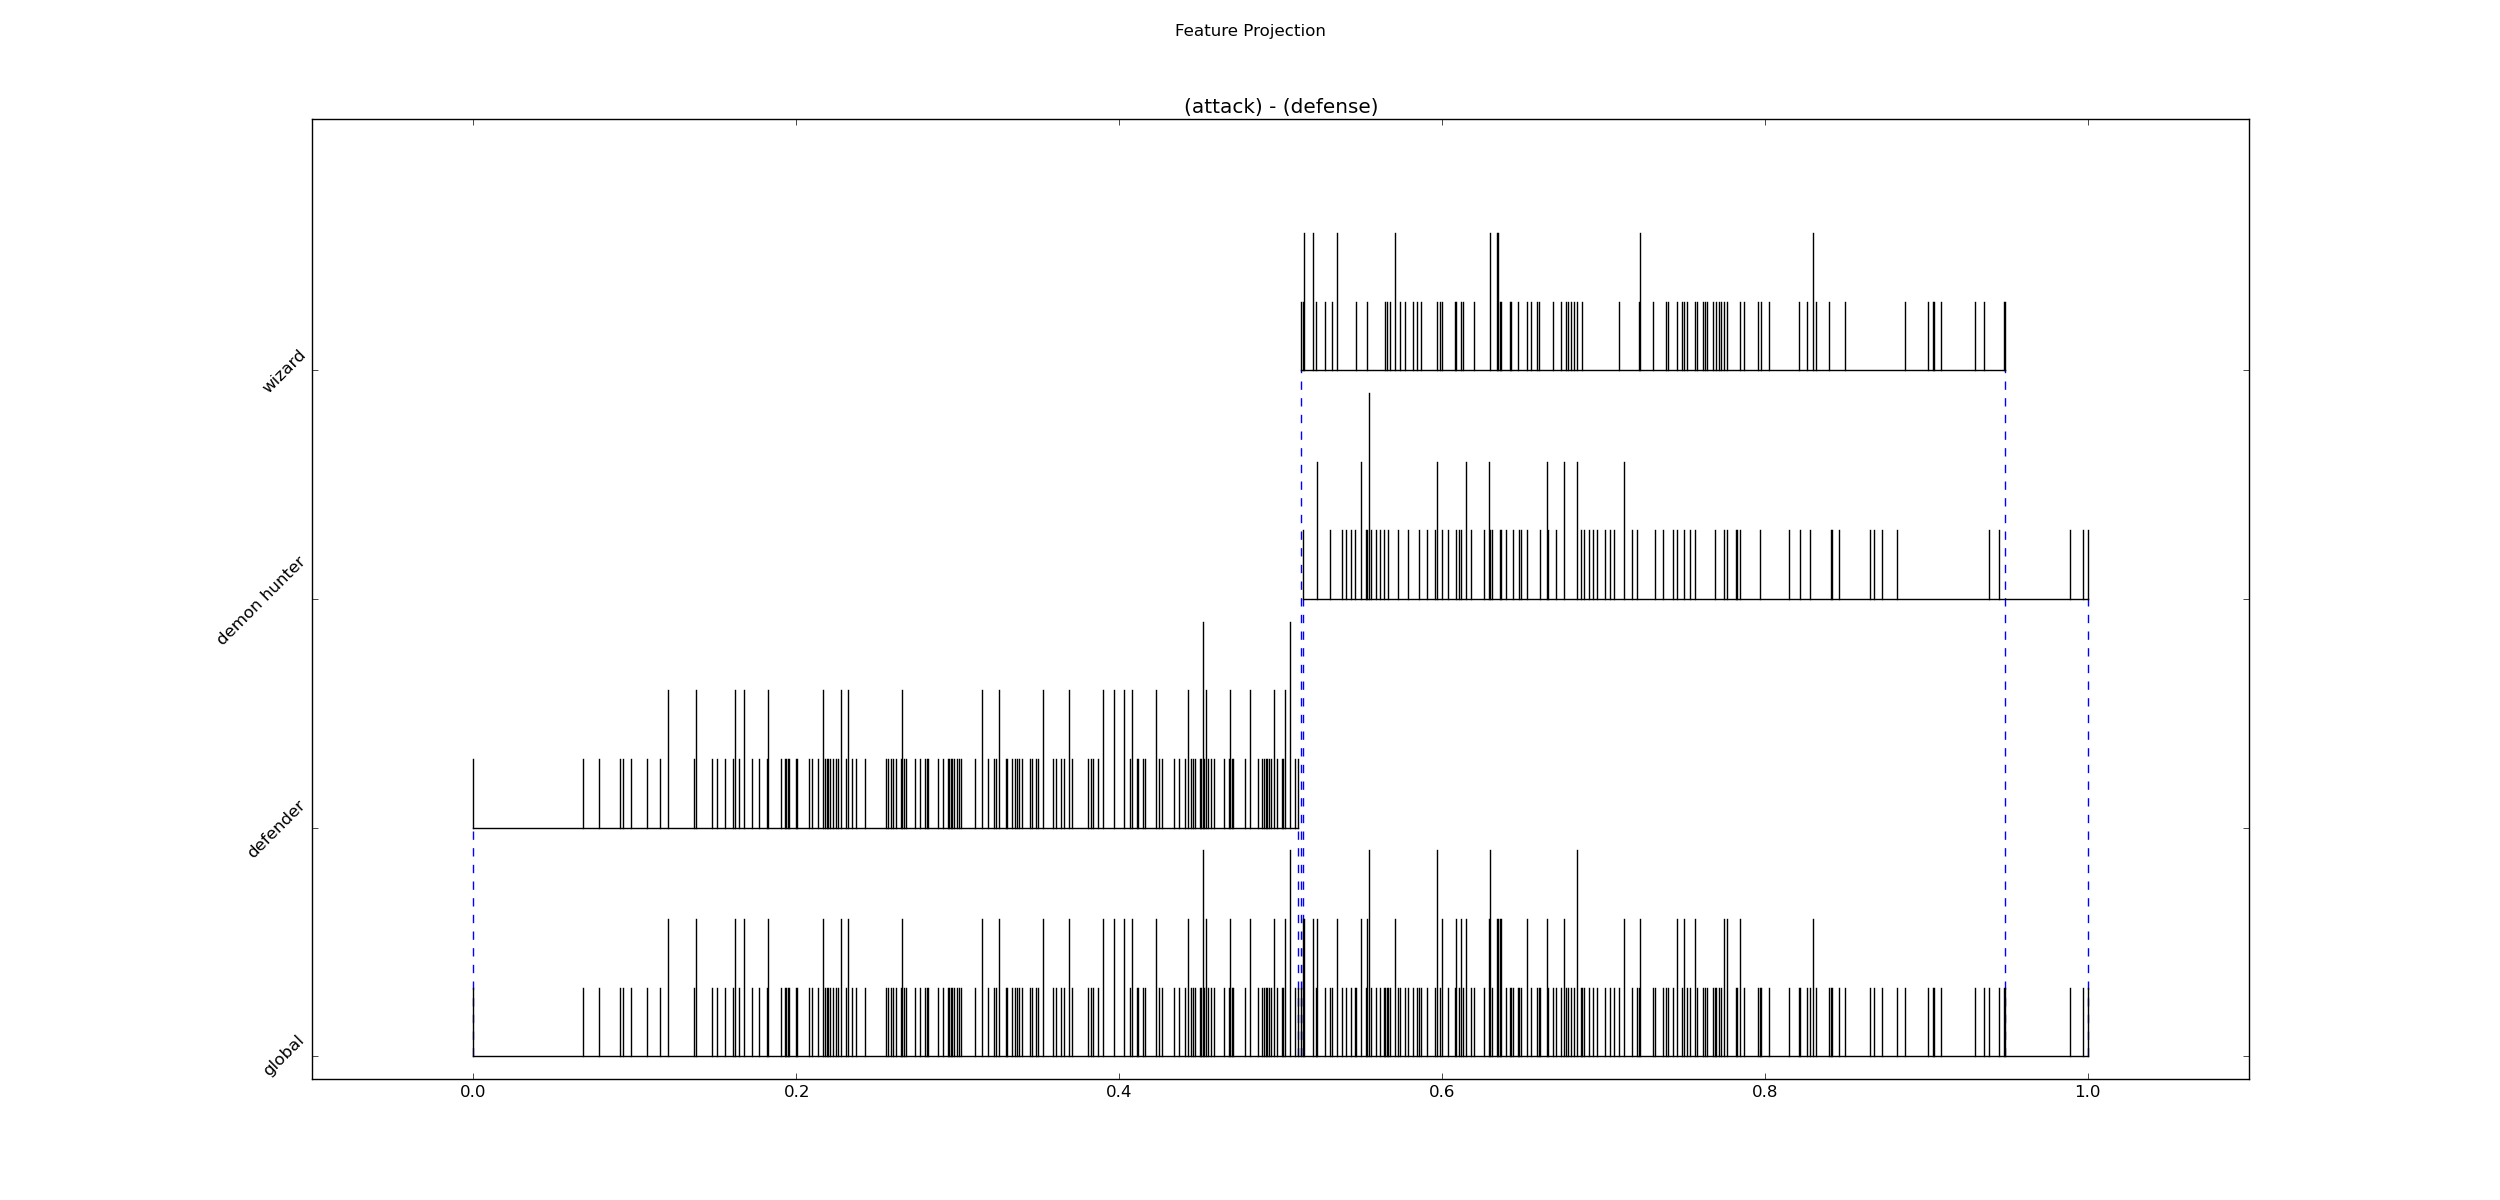 Feature Projection
(attack) - (defense)
wizard
demon hunter
defender
global
0.0 0.2 0.4 0.6 0.8 1.0